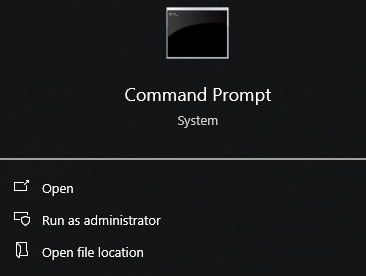 Command Prompt
System
Open
Run as administrator
Open file location